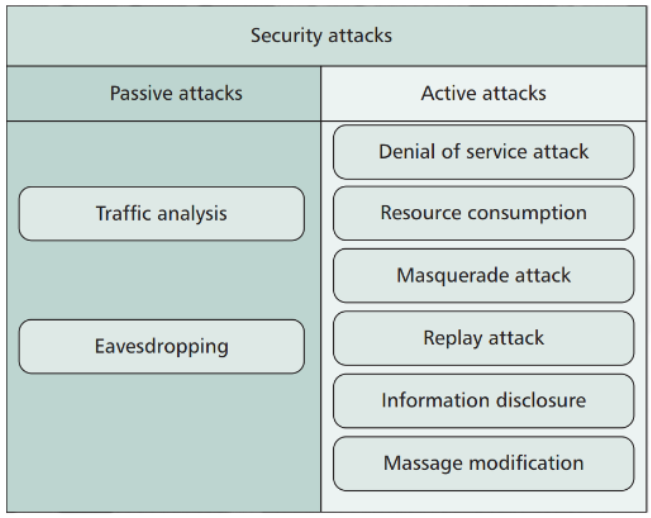 Security attacks
Passive attacks
Active attacks
Traffic analysis
Eavesdropping
Denial of service attack
Resource consumption
Masquerade attack
Replay attack
Information disclosure
Massage modification